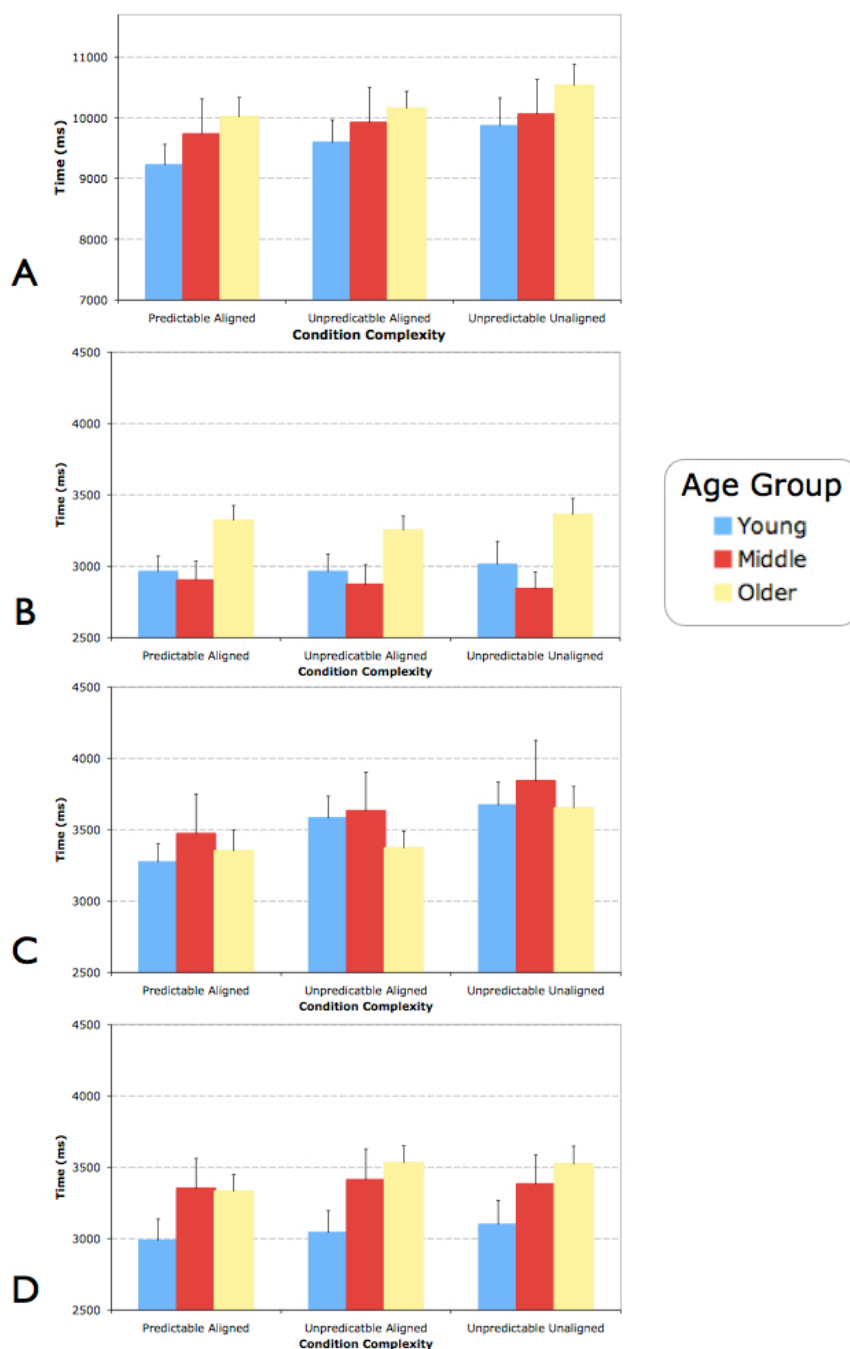 11000
10000
9000
8000
7000
Time (ms)
A
Predictable Aligned Unpredicatble Aligned Unpredictable Unaligned
Condition Complexity
4500
4000
3500
3000
2500
Time (ms)
B
Predictable Aligned Unpredicatble Aligned Unpredictable Unaligned
Condition Complexity
Age Group
Young
Middle
Older
4500
4000
3500
3000
2500
Time (ms)
C
Predictable Aligned Unpredicatble Aligned Unpredictable Unaligned
Condition Complexity
4500
4000
3500
3000
2500
Time (ms)
D
Predictable Aligned Unpredicatble Aligned Unpredictable Unaligned
Condition Complexity